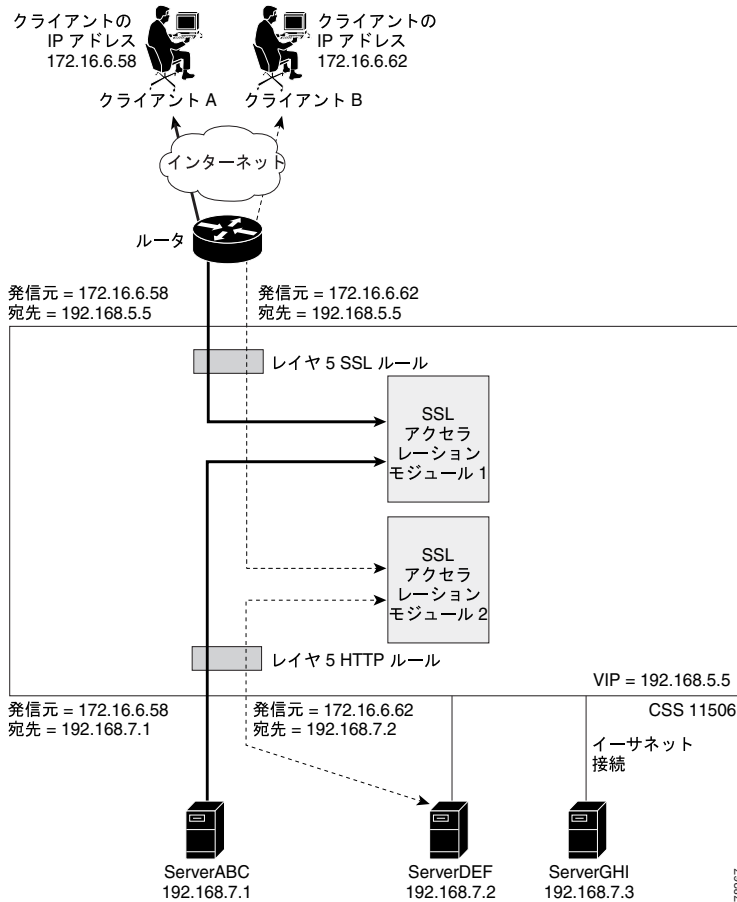 クライアントの
IP アドレス
172.16.6.58
クライアントの
IP アドレス
172.16.6.62
クライアント A
クライアント B
インターネット
ルータ
発信元 = 172.16.6.58
宛先 = 192.168.5.5
発信元 = 172.16.6.62
宛先 = 192.168.5.5
レイヤ 5 SSL ルール
SSL
アクセラ
レーション
モジュール 1
SSL
アクセラ
レーション
モジュール 2
レイヤ 5 HTTP ルール
VIP = 192.168.5.5
CSS 11506
発信元 = 172.16.6.58
宛先 = 192.168.7.1
発信元 = 172.16.6.62
宛先 = 192.168.7.2
イーサネット
接続
ServerABC
192.168.7.1
ServerDEF
192.168.7.2
ServerGHI
192.168.7.3